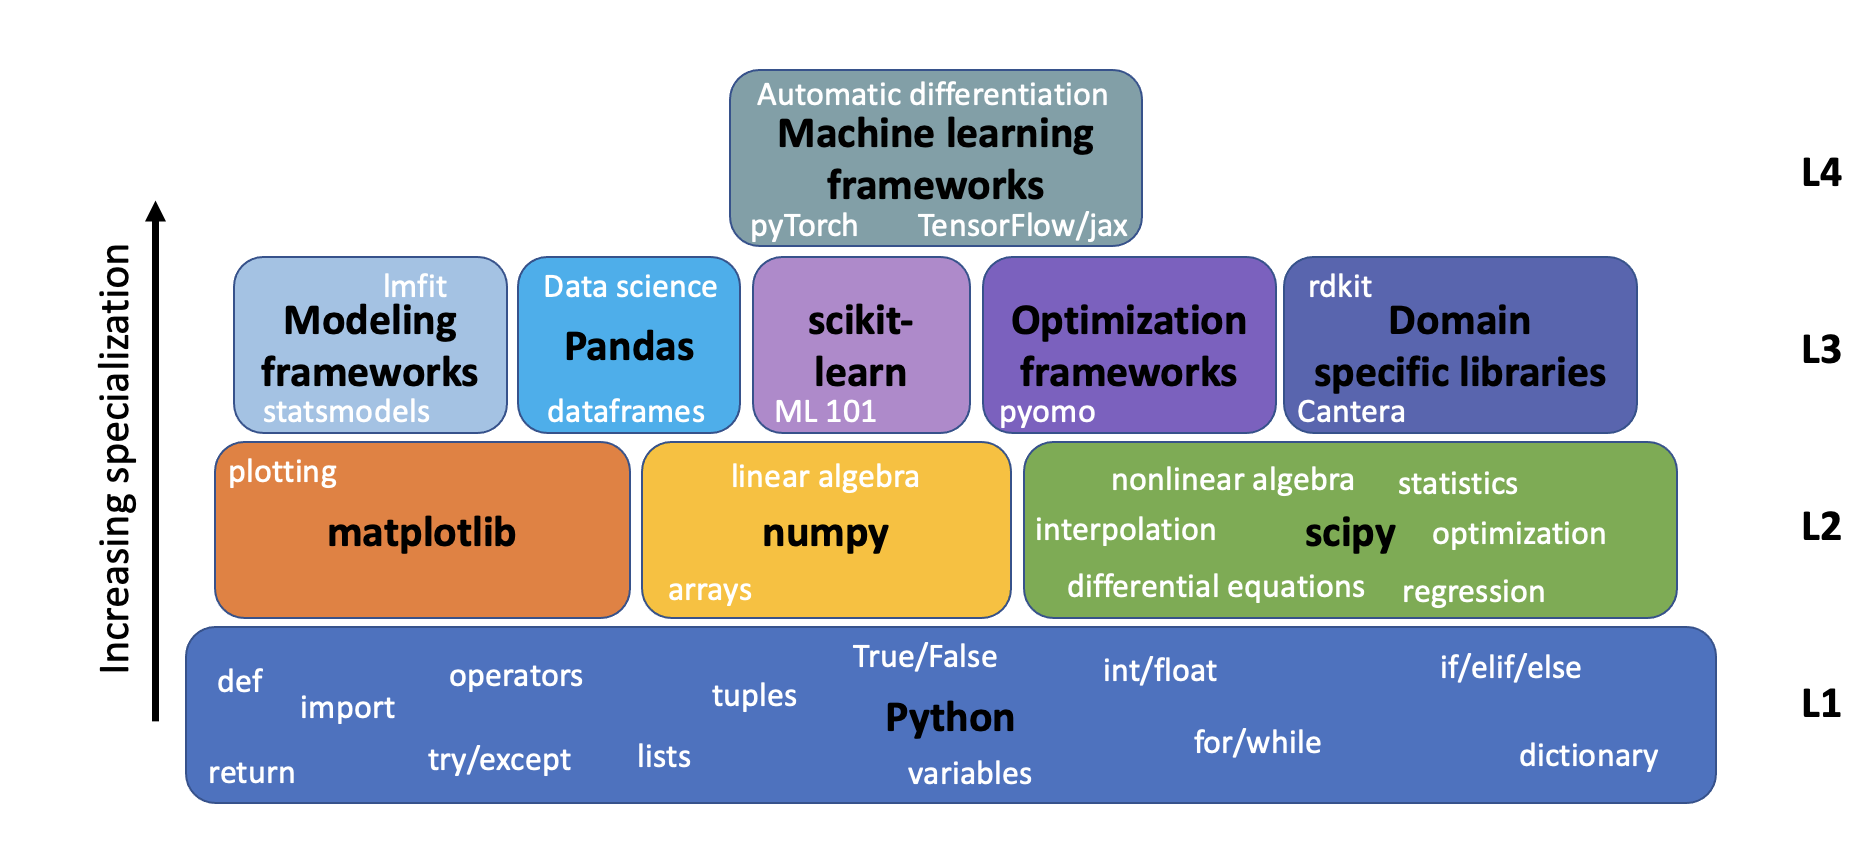 Automatic differentiation
Machine learning
frameworks
pyTorch TensorFlow/jax
L4
Increasing specialization
lmfit
Modeling
frameworks
statsmodels
Data science
Pandas
dataframes
scikit-
learn
ML 101
Optimization
frameworks
pyomo
rdkit
Domain
specific libraries
Cantera
L3
plotting
matplotlib
linear algebra
numpy
arrays
nonlinear algebra statistics
interpolation scipy optimization
differential equations regression
L2
True/False
def operators int/float if/elif/else
import tuples
Python
for/while
return try/except lists variables dictionary
L1